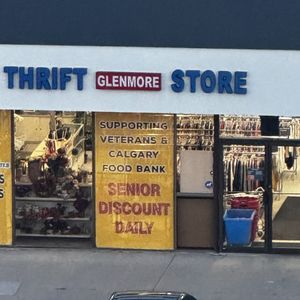 THRIFT GLENMORE STORE
SUPPORTING
VETERANS &
CALGARY
FOOD BANK
SENIOR
DISCOUNT
DAILY